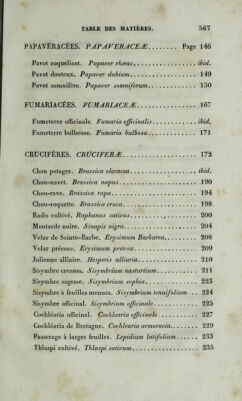 TABLE DES MATIÈRES. 567
PAPAVÉRACÉES. PAPAVERACEÆ........ Page 146
Pavot coquelicot. Papaver rhœas................ ibid.
Pavot douteux. Papaver dubium................ 149
Pavot somnifère. Papaver somniferum........... 150
FUMARIACÉES. FUMARIACEÆ................ 167
Fumeterre officinale. Fumaria officinalis........... ibid.
Fumeterre bulbeuse. Fumaria bulbosa............ 171
CRUCIFÈRES. CRUCIFERÆ................... 172
Chou potager. Brassica oleracea................ ibid.
Chou-navet. Brassica napus................... 190
Chou-rave. Brassica rapa..................... 194
Chou-roquette. Brassica eruca................. 198
Radis cultivé. Raphanus sativus................ 200
Moutarde noire. Sinapis nigra................. 204
Velar de Sainte-Barbe. Erysimum Barbarea........ 208
Velar précoce. Erysimum præcox............... 209
Julienne alliaire. Hesperis alliaria............... 210
Sisymbre cresson. Sisymbrium nasturtium......... 211
Sisymbre sagesse. Sisymbrium sophia............ 223
Sisymbre à feuilles menues. Sisymbrium tenuifolium... 224
Sisymbre officinal. Sisymbrium officinale.......... 225
Cochléaria officinal. Cochlearia officinale.......... 227
Cochléaria de Bretagne. Cochlearia armoracia....... 229
Passerage à larges feuilles. Lepidium latifolium...... 233
Thlaspi cultivé. Thlaspi sativum................ 235